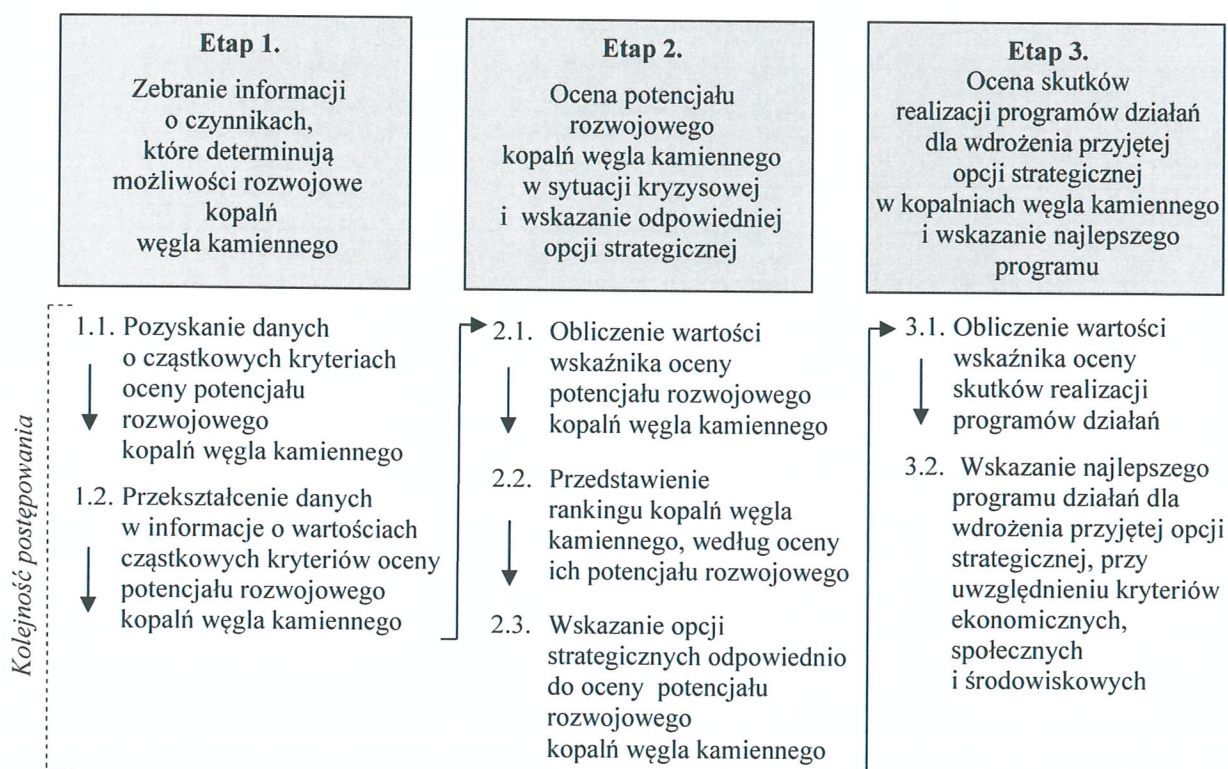 Etap 1.
Zebranie informacji
o czynnikach,
które determinują
możliwości rozwojowe
kopalń
węgla kamiennego
Etap 2.
Ocena potencjału
rozwojowego
kopalń węgla kamiennego
w sytuacji kryzysowej
i wskazanie odpowiedniej
opcji strategicznej
Etap 3.
Ocena skutków
realizacji programów działań
dla wdrożenia przyjętej
opcji strategicznej
w kopalniach węgla kamiennego
i wskazanie najlepszego
programu
Kolejność postępowania
1.1. Pozyskanie danych
o cząstkowych kryteriach
oceny potencjału
rozwojowego
kopalń węgla kamiennego
1.2. Przekształcenie danych
w informacje o wartościach
cząstkowych kryteriów oceny
potencjału rozwojowego
kopalń węgla kamiennego
2.1. Obliczenie wartości
wskaźnika oceny
potencjału rozwojowego
kopalń węgla kamiennego
2.2. Przedstawienie
rankingu kopalń węgla
kamiennego, według oceny
ich potencjału rozwojowego
2.3. Wskazanie opcji
strategicznych odpowiednio
do oceny potencjału
rozwojowego
kopalń węgla kamiennego
3.1. Obliczenie wartości
wskaźnika oceny
skutków realizacji
programów działań
3.2. Wskazanie najlepszego
programu działań dla
wdrożenia przyjętej opcji
strategicznej, przy
uwzględnieniu kryteriów
ekonomicznych,
społecznych
i środowiskowych